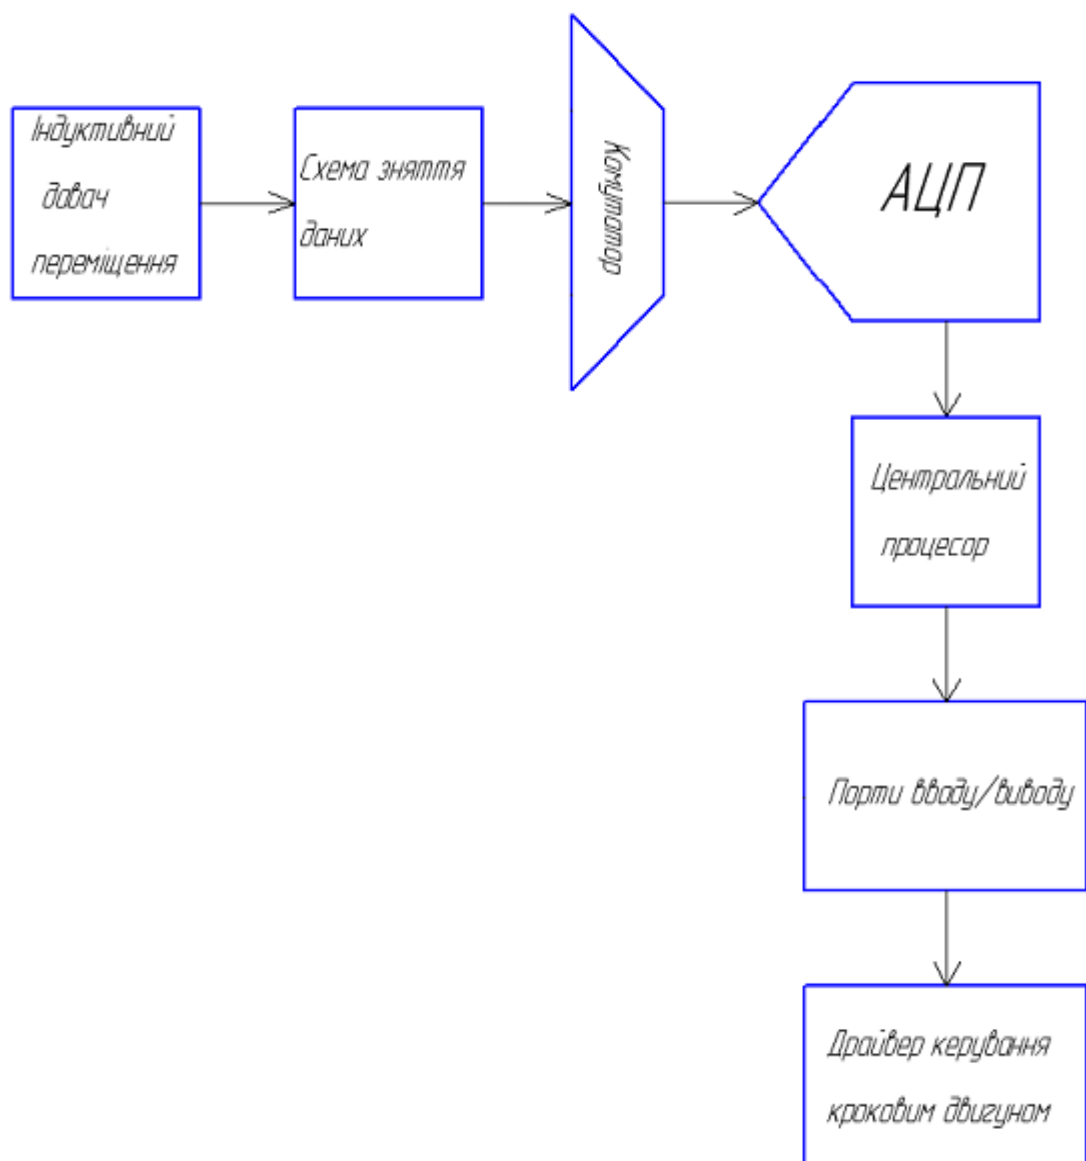 Індуктивний
давач
переміщення
Схема зняття
даних
Комутатор
АЦП
Центральний
процесор
Порти вводу/виводу
Драйвер керування
кроковим двигуном